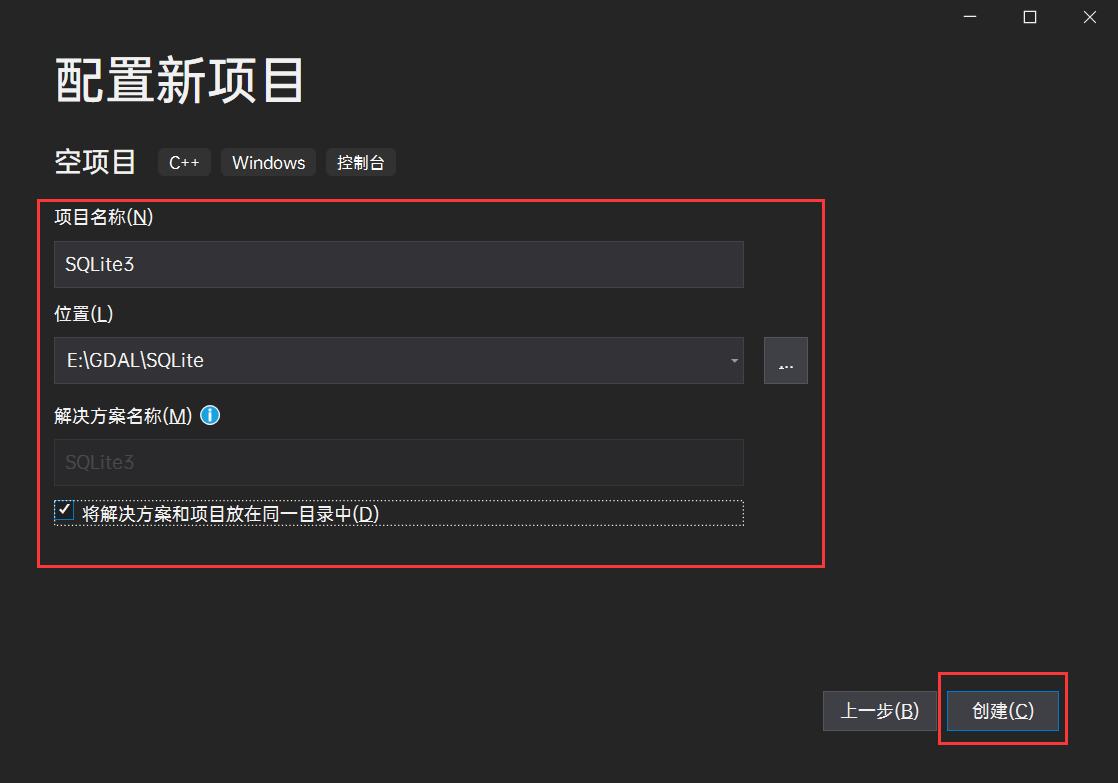 配置新项目
空项目 C++ Windows 控制台
项目名称(N)
SQLite3
位置(L)
E:\GDAL\SQLite
...
解决方案名称(M)
SQLite3
将解决方案和项目放在同一目录中(D)
上一步(B) 创建(C)